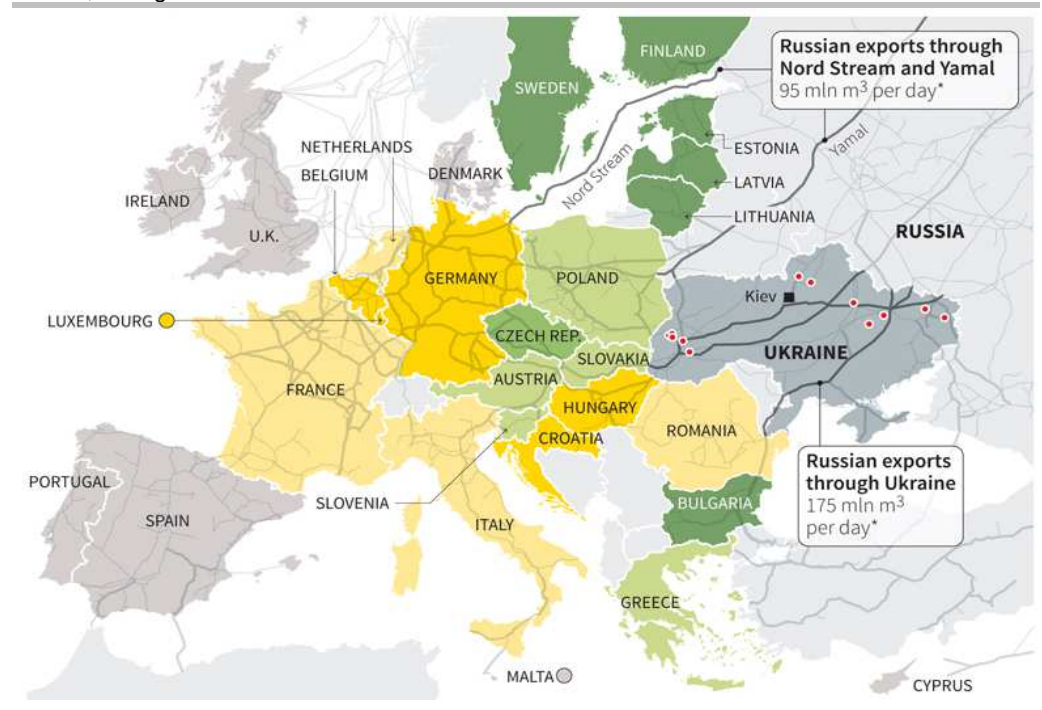 FINLAND
SWEDEN
Russian exports through
Nord Stream and Yamal
95 mln m³ per day*
NETHERLANDS
BELGIUM
DENMARK
Nord Stream
ESTONIA
Yamal
LATVIA
LITHUANIA
IRELAND
U.K.
RUSSIA
GERMANY
POLAND
Kiev
LUXEMBOURG
CZECH REP.
SLOVAKIA
UKRAINE
AUSTRIA
FRANCE
HUNGARY
CROATIA
ROMANIA
PORTUGAL
SPAIN
SLOVENIA
ITALY
BULGARIA
Russian exports
through Ukraine
175 mln m³
per day*
GREECE
MALTA
CYPRUS